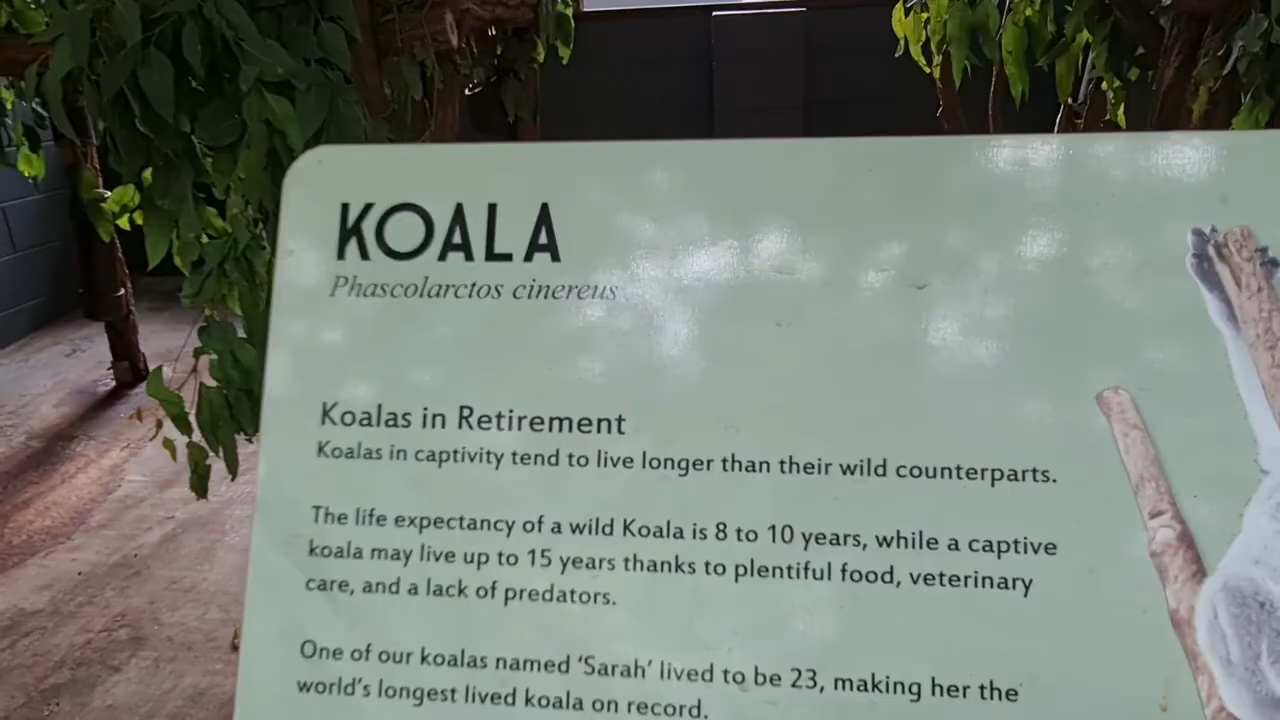 KOALA
Phascolarctos cinereus
Koalas in Retirement
Koalas in captivity tend to live longer than their wild counterparts.
The life expectancy of a wild Koala is 8 to 10 years, while a captive
koala may live up to 15 years thanks to plentiful food, veterinary
care, and a lack of predators.
One of our koalas named ‘Sarah’ lived to be 23, making her the
world’s longest lived koala on record.